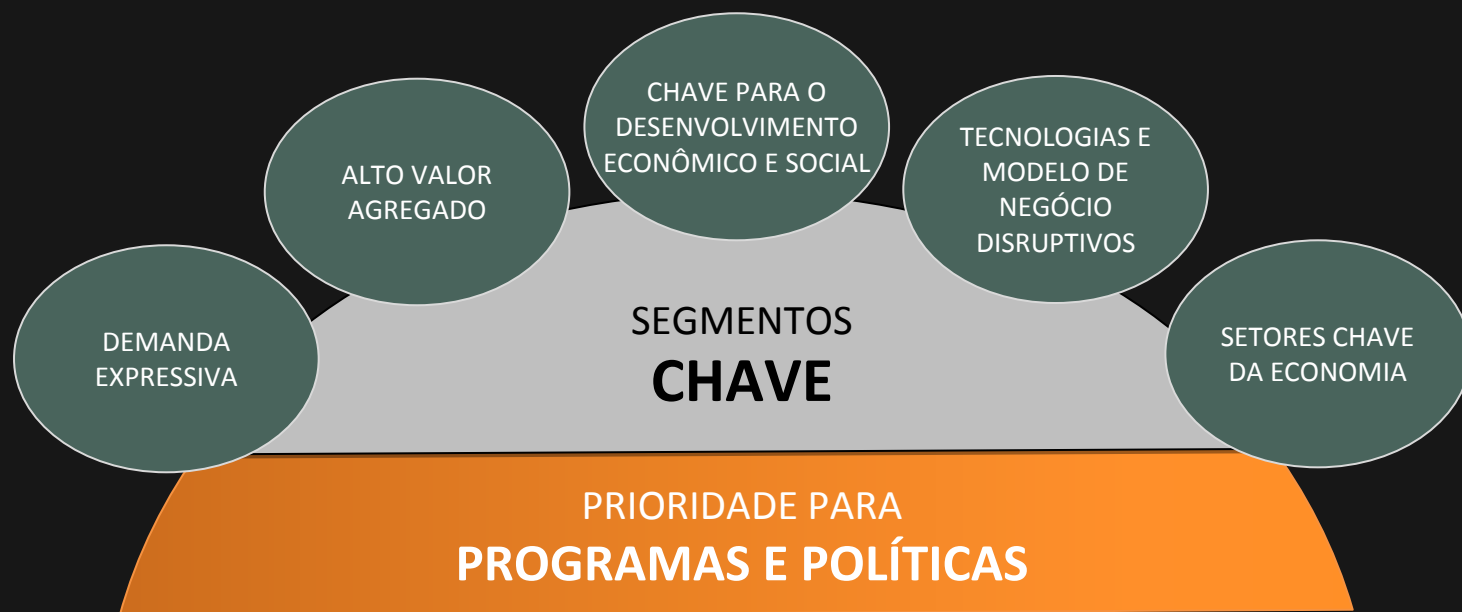 DEMANDA
EXPRESSIVA
ALTO VALOR
AGREGADO
CHAVE PARA O
DESENVOLVIMENTO
ECONÔMICO E SOCIAL
TECNOLOGIAS E
MODELO DE
NEGÓCIO
DISRUPTIVOS
SETORES CHAVE
DA ECONOMIA
SEGMENTOS
CHAVE
PRIORIDADE PARA
PROGRAMAS E POLÍTICAS